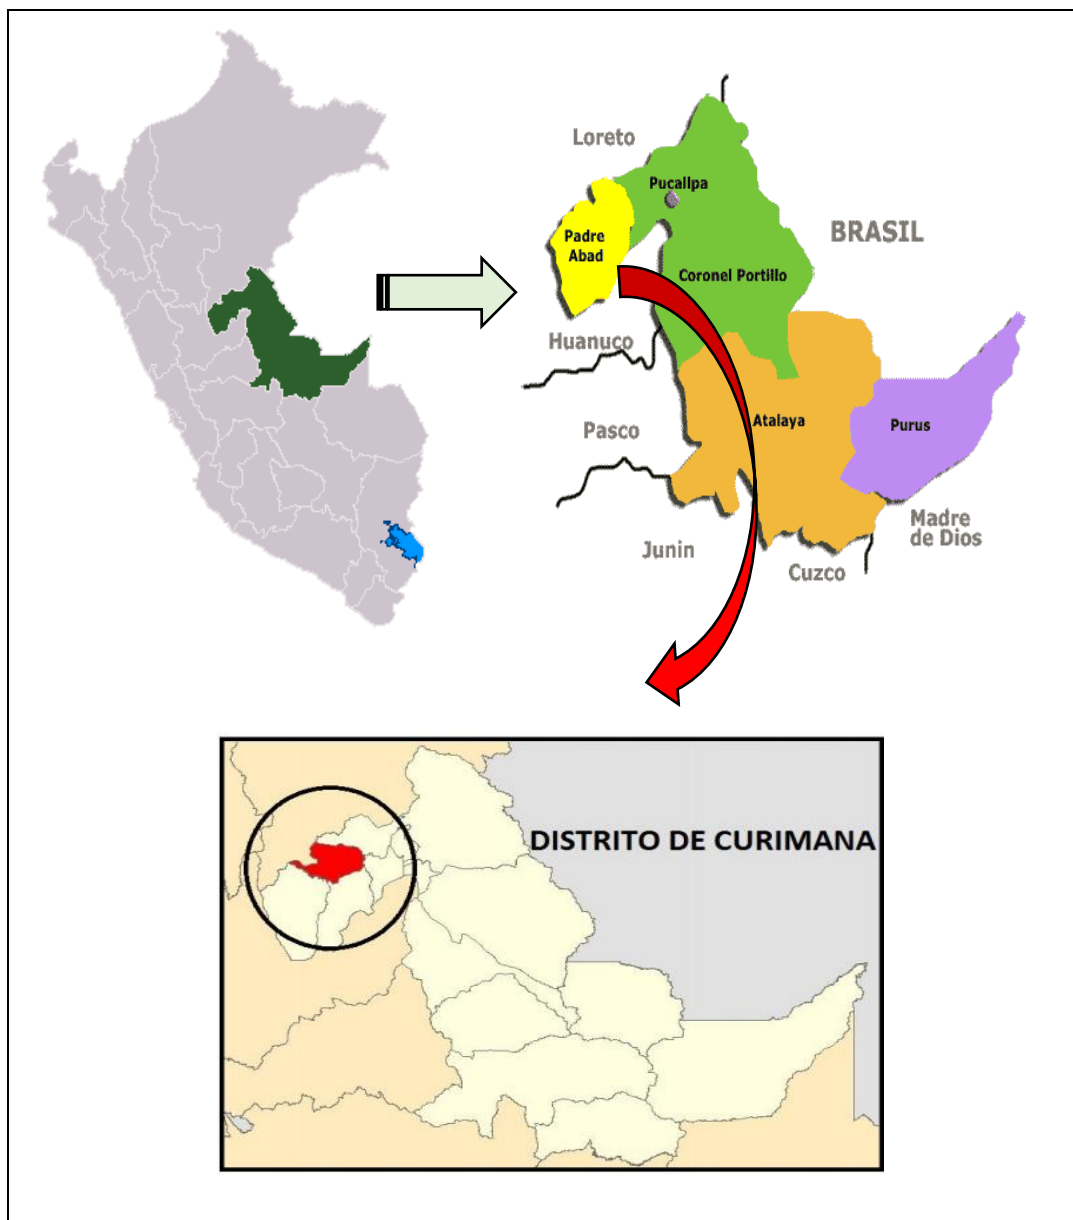 Loreto
Pucallpa
BRASIL
Padre
Abad
Coronel Portillo
Huanuco
Pasco
Atalaya
Purus
Madre
de Dios
Junin
Cuzco
DISTRITO DE CURIMANA